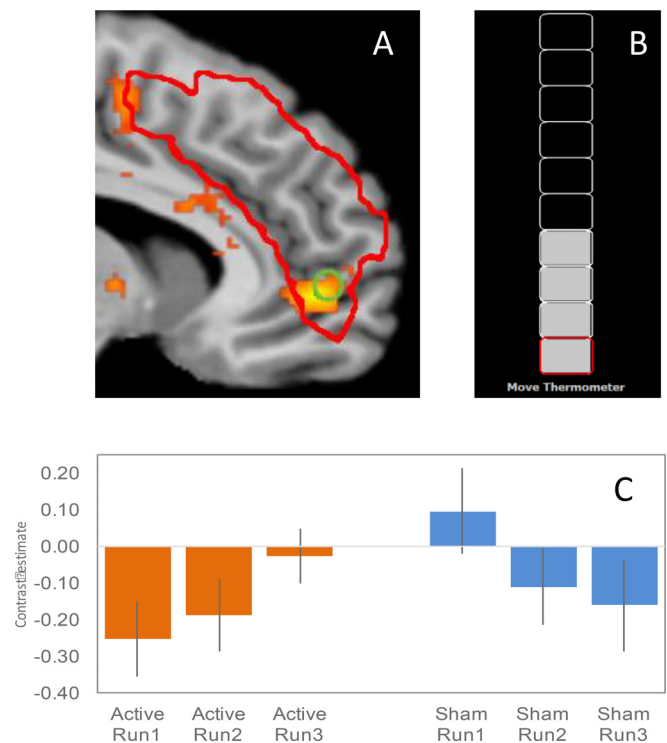 A
B
Move Thermometer
C
Contrast estimate
0.20
0.10
0.00
-0.10
-0.20
-0.30
-0.40
Active Run1
Active Run2
Active Run3
Sham Run1
Sham Run2
Sham Run3